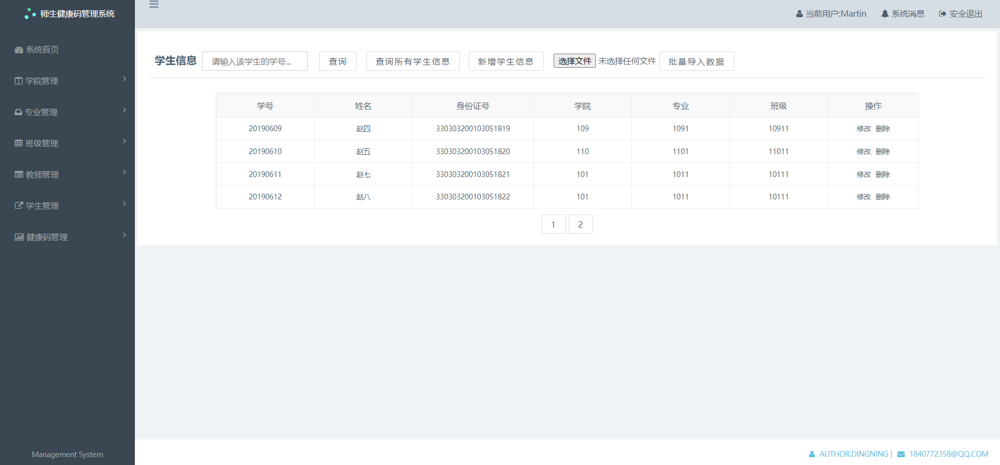 师生健康码管理系统
当前用户:Martin 系统消息 安全退出
系统首页
学院管理
专业管理
班级管理
教师管理
学生管理
健康码管理
Management System
学生信息 请输入该学生的学号... 查询 查询所有学生信息 新增学生信息 选择文件 未选择任何文件 批量导入数据
学号 姓名 身份证号 学院 专业 班级 操作
20190609 赵四 330303200103051819 109 1091 10911 修改 删除
20190610 赵五 330303200103051820 110 1101 11011 修改 删除
20190611 赵七 330303200103051821 101 1011 10111 修改 删除
20190612 赵八 330303200103051822 101 1011 10111 修改 删除
1 2
AUTHOR:DINGNING | 1840772358@QQ.COM